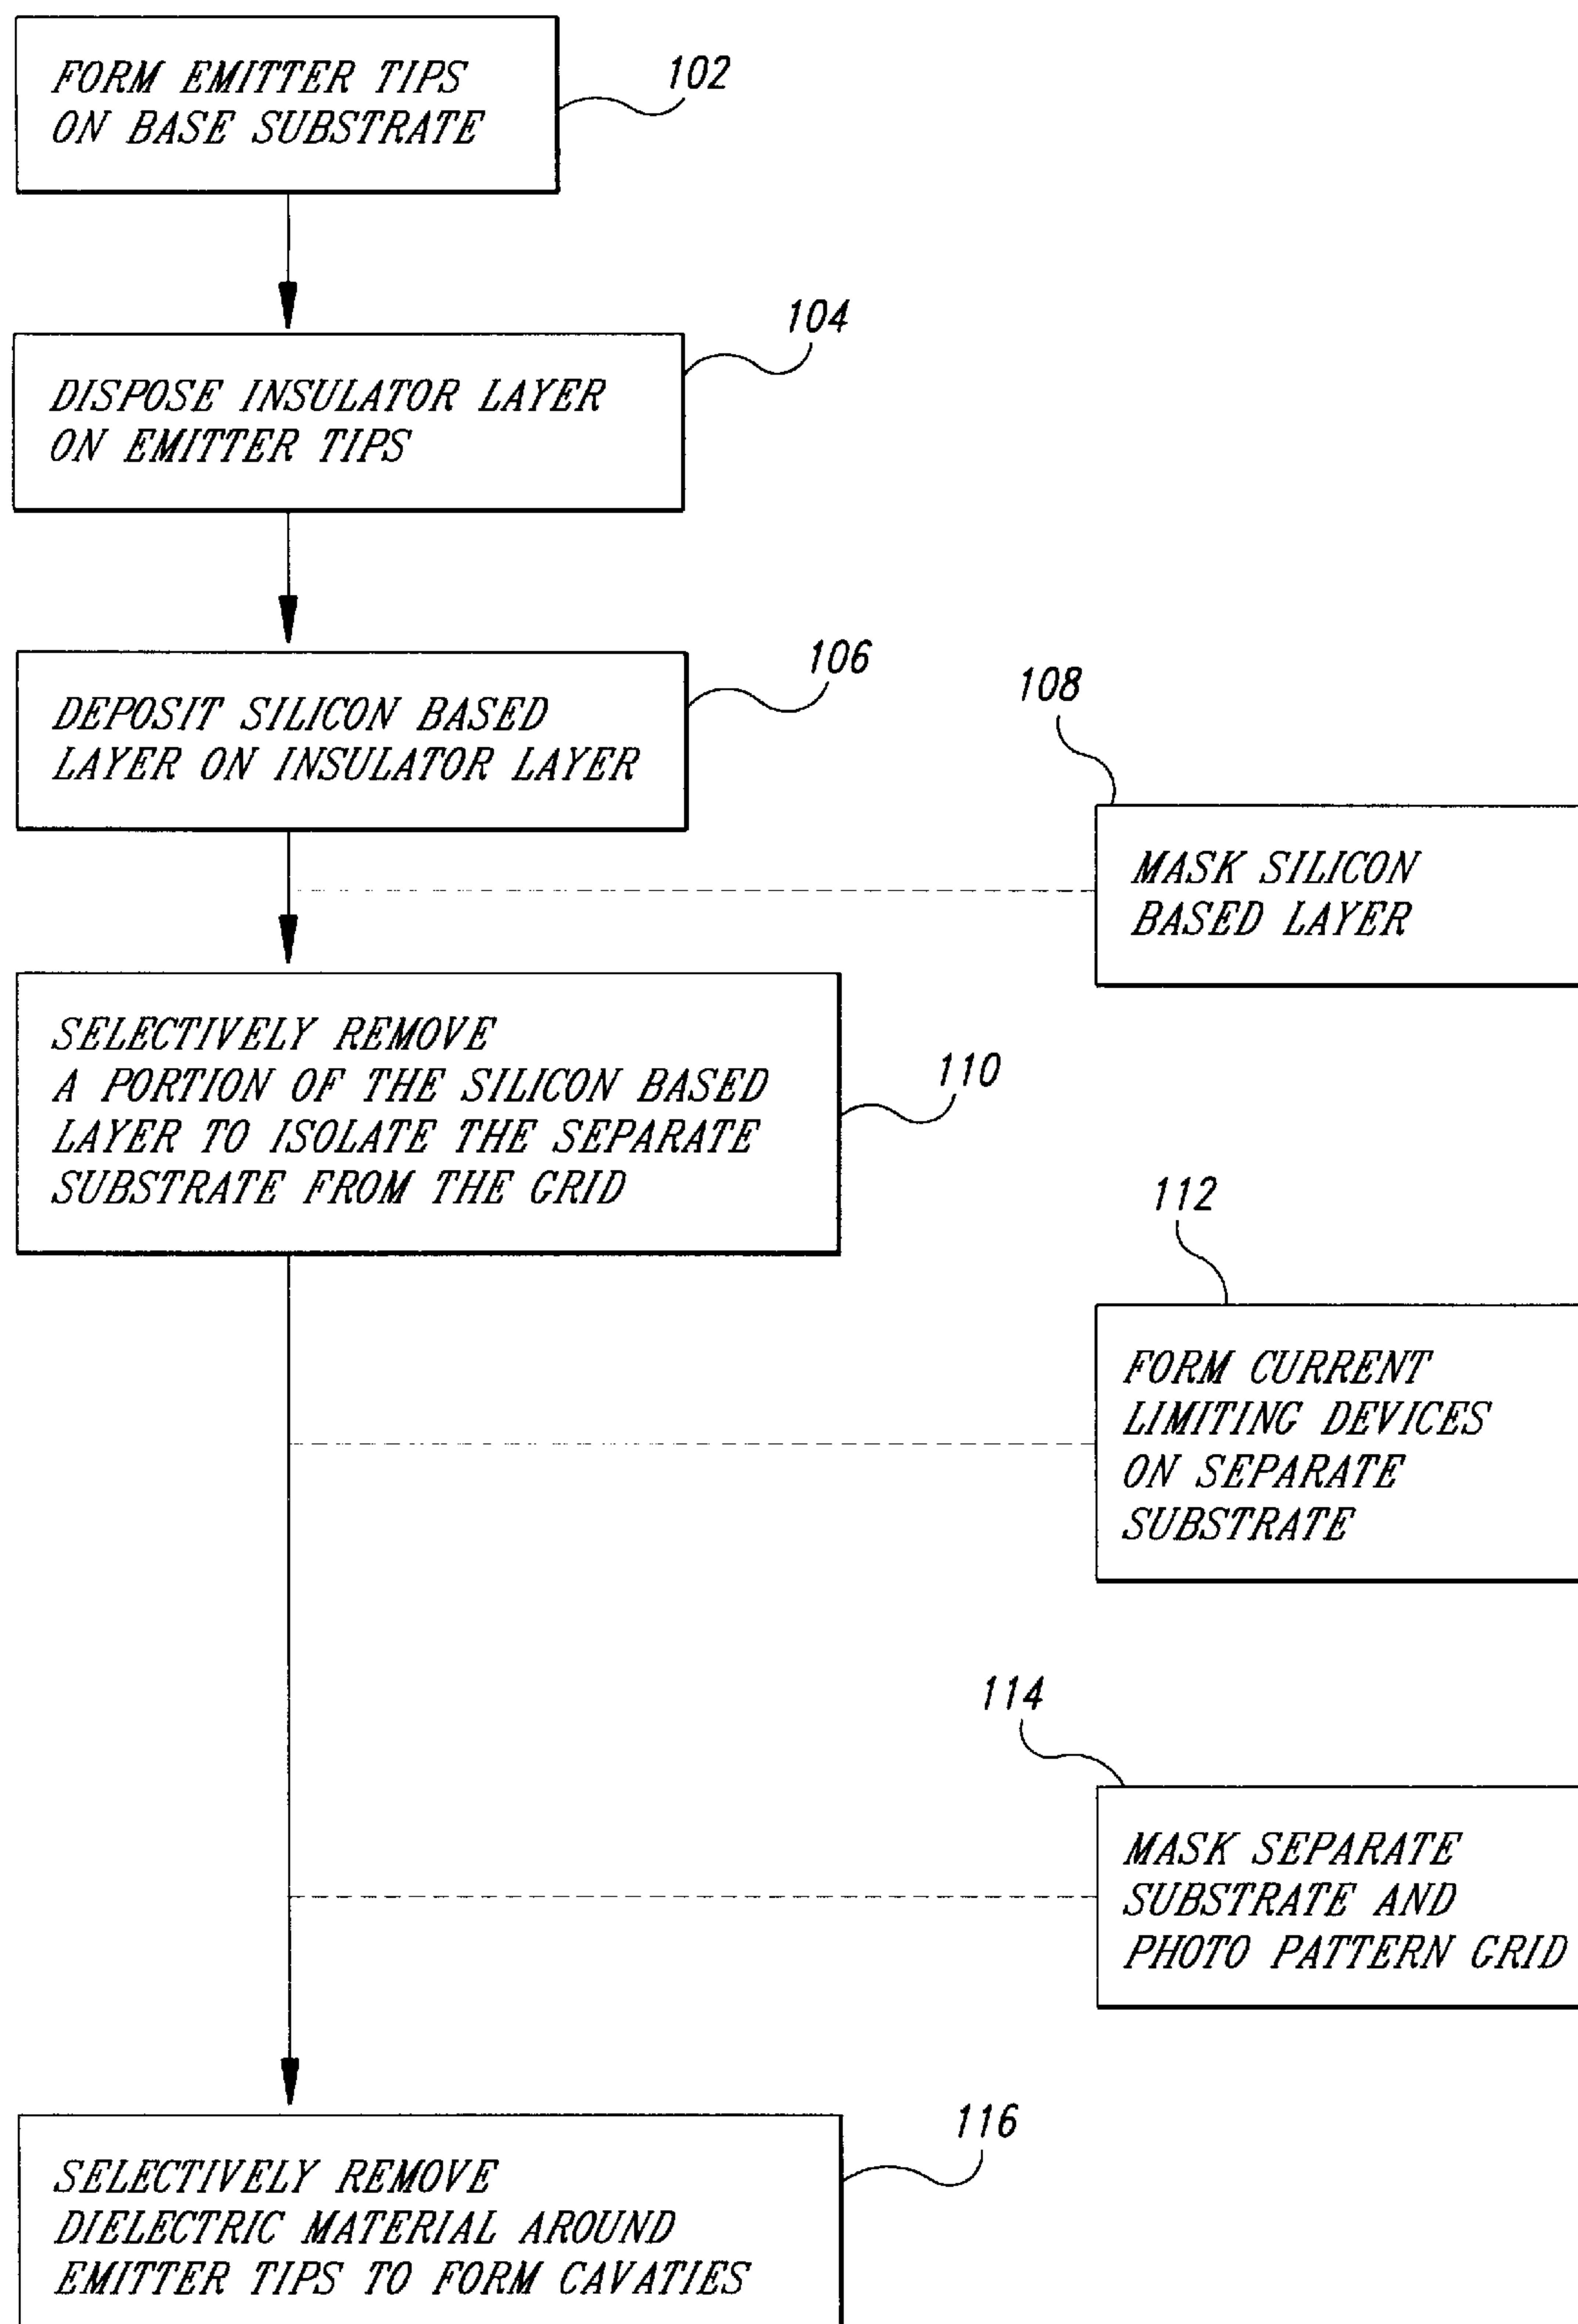 FORM EMITTER TIPS
ON BASE SUBSTRATE
102
DISPOSE INSULATOR LAYER
ON EMITTER TIPS
104
DEPOSIT SILICON BASED
LAYER ON INSULATOR LAYER
106
108
MASK SILICON
BASED LAYER
SELECTIVELY REMOVE
A PORTION OF THE SILICON BASED
LAYER TO ISOLATE THE SEPARATE
SUBSTRATE FROM THE GRID
110
112
FORM CURRENT
LIMITING DEVICES
ON SEPARATE
SUBSTRATE
114
MASK SEPARATE
SUBSTRATE AND
PHOTO PATTERN GRID
SELECTIVELY REMOVE
DIELECTRIC MATERIAL AROUND
EMITTER TIPS TO FORM CAVATIES
116